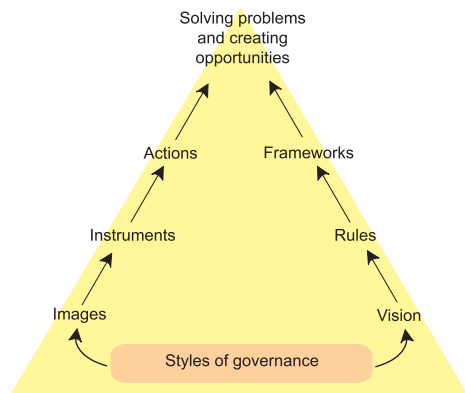 Solving problems
and creating
opportunities
Actions
Frameworks
Instruments
Rules
Images
Vision
Styles of governance